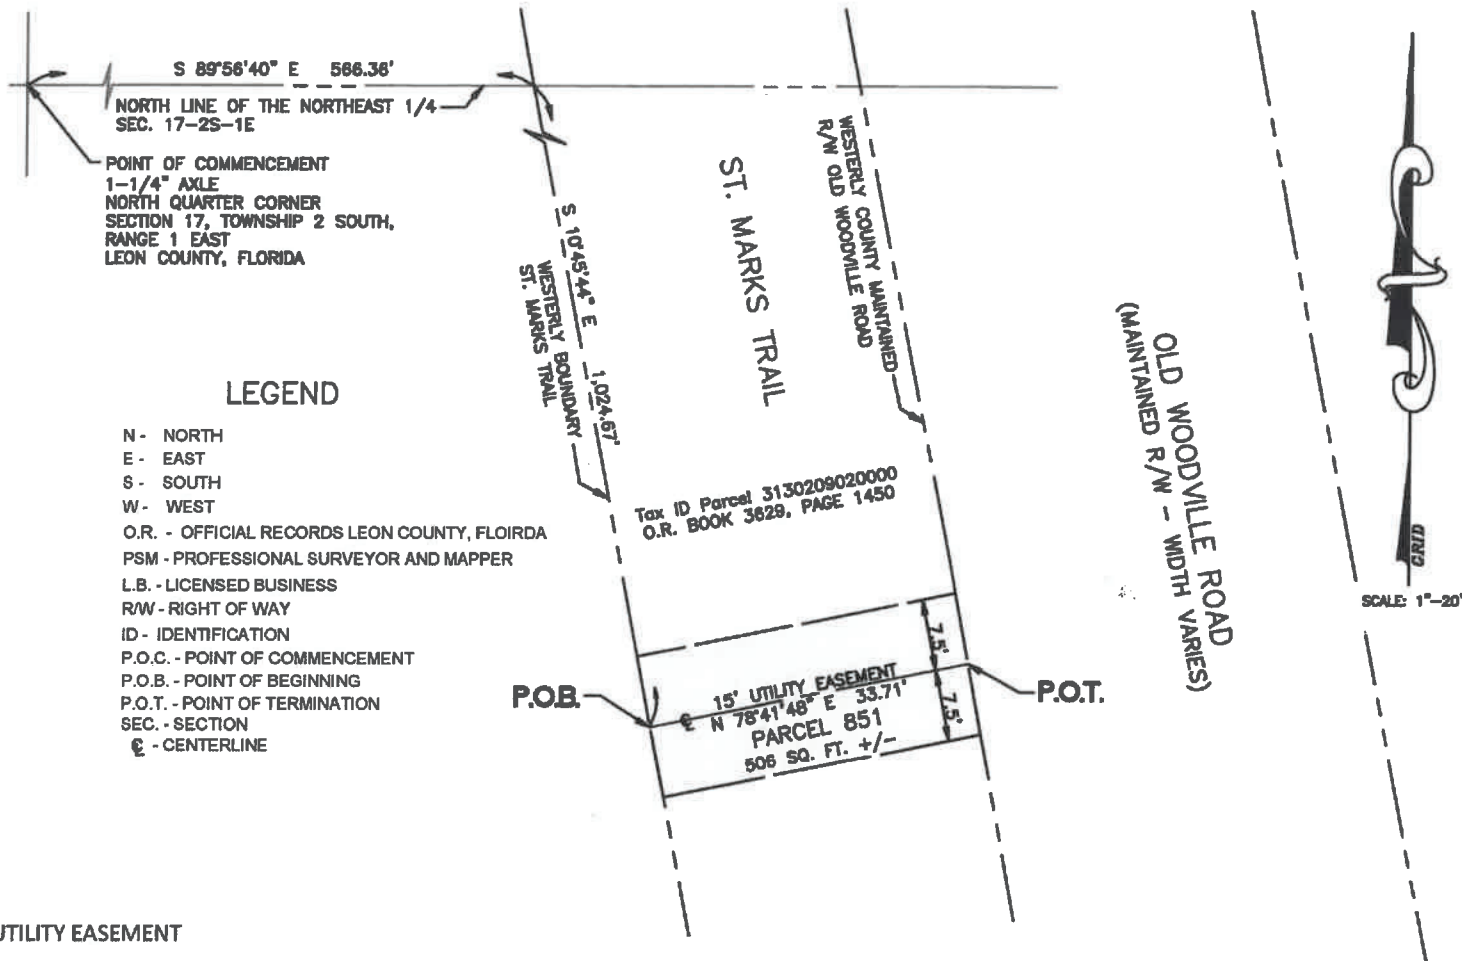 S 89°56'40" E 566.36'
NORTH LINE OF THE NORTHEAST 1/4
SEC. 17-2S-1E
POINT OF COMMENCEMENT
1-1/4" AXLE
NORTH QUARTER CORNER
SECTION 17, TOWNSHIP 2 SOUTH,
RANGE 1 EAST
LEON COUNTY, FLORIDA
S 10°45'44" E 1,024.67'
WESTERLY BOUNDARY
ST. MARKS TRAIL
ST. MARKS TRAIL
WESTERLY COUNTY MAINTAINED
R/W OLD WOODVILLE ROAD
OLD WOODVILLE ROAD
(MAINTAINED R/W - WIDTH VARIES)
GRID
SCALE: 1"-20'
LEGEND
N - NORTH
E - EAST
S - SOUTH
W - WEST
O.R. - OFFICIAL RECORDS LEON COUNTY, FLOIRDA
PSM - PROFESSIONAL SURVEYOR AND MAPPER
L.B. - LICENSED BUSINESS
R/W - RIGHT OF WAY
ID - IDENTIFICATION
P.O.C. - POINT OF COMMENCEMENT
P.O.B. - POINT OF BEGINNING
P.O.T. - POINT OF TERMINATION
SEC. - SECTION
℄ - CENTERLINE
Tax ID Parcel 3130209020000
O.R. BOOK 3629, PAGE 1450
7.5'
7.5'
P.O.B.
P.O.T.
15' UTILITY EASEMENT
℄ N 78°41'48" E 33.71'
PARCEL 851
506 SQ. FT. +/-
UTILITY EASEMENT